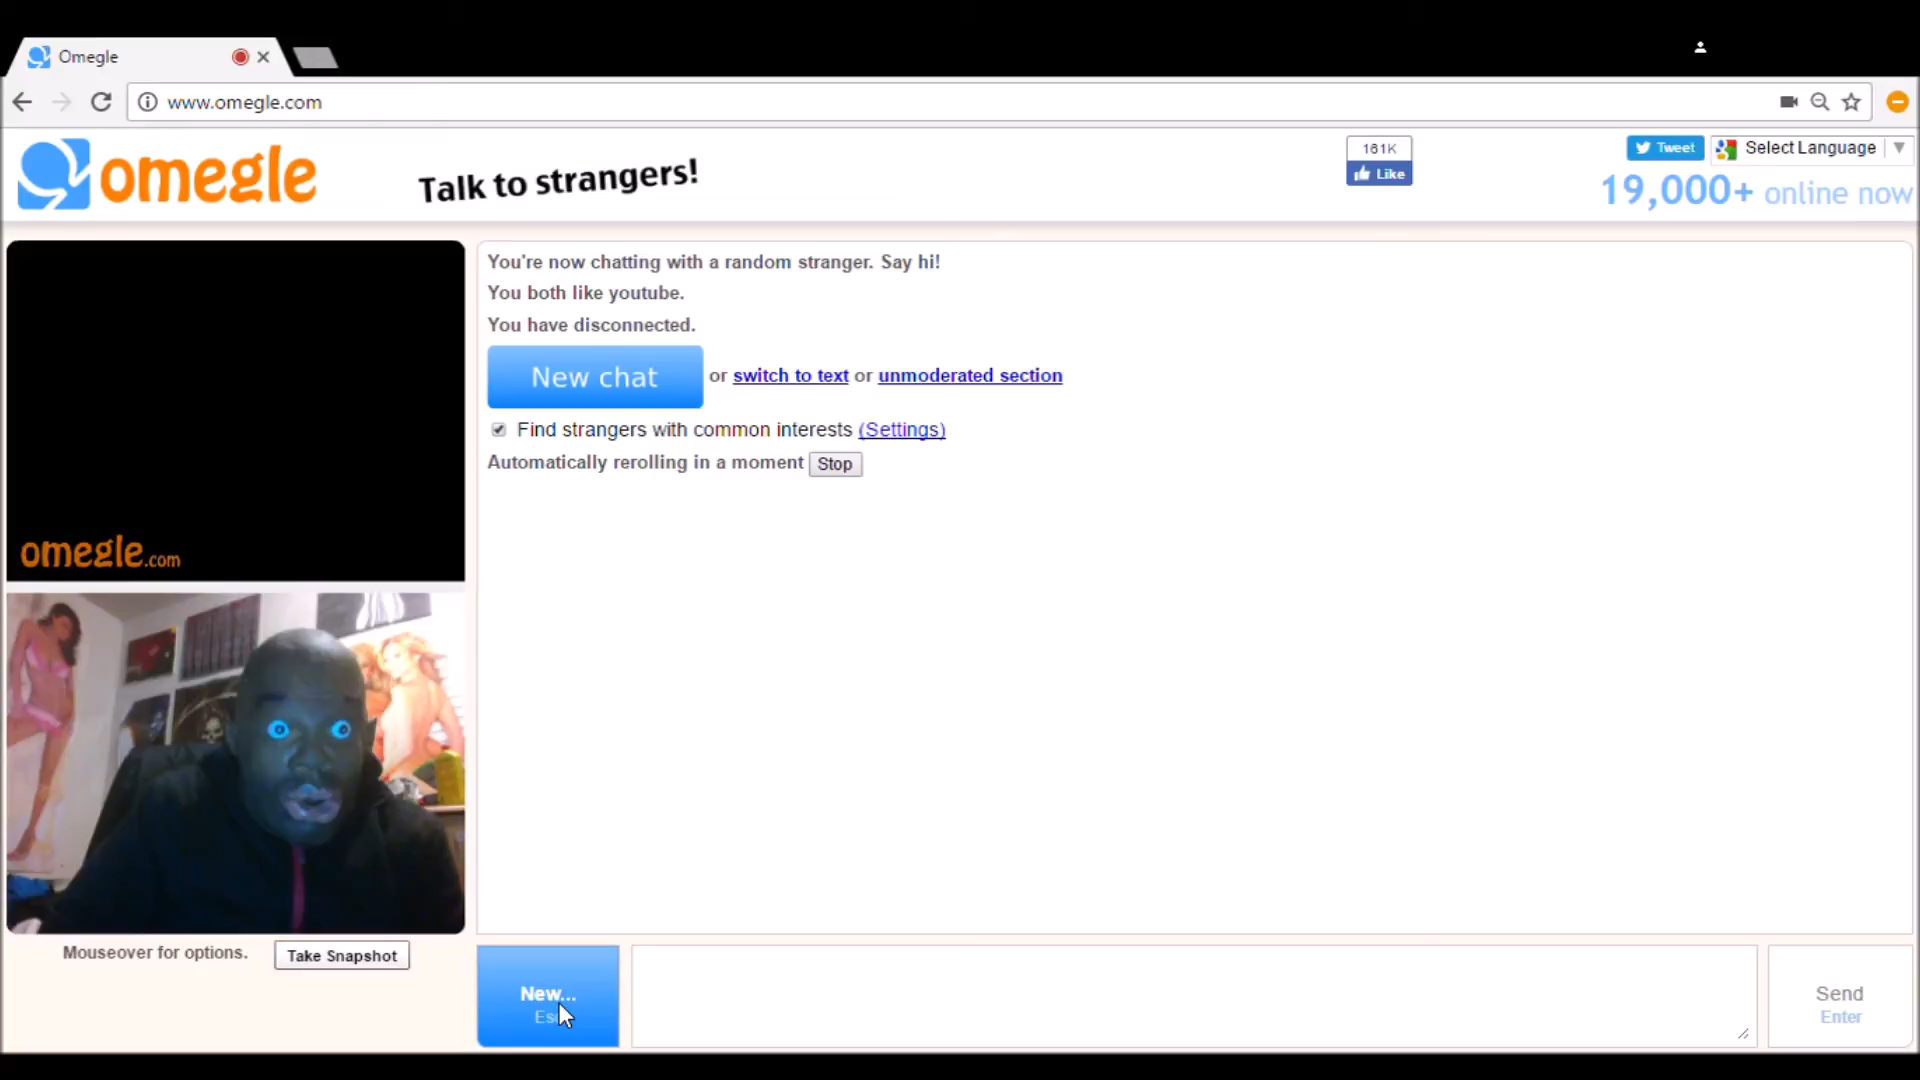 Omegle
www.omegle.com
omegle
Talk to strangers!
161K
Like
Tweet
Select Language
19,000+ online now
You're now chatting with a random stranger. Say hi!
You both like youtube.
You have disconnected.
New chat or switch to text or unmoderated section
Find strangers with common interests (Settings)
Automatically rerolling in a moment Stop
omegle.com
Mouseover for options.
Take Snapshot
New...
Send
Enter